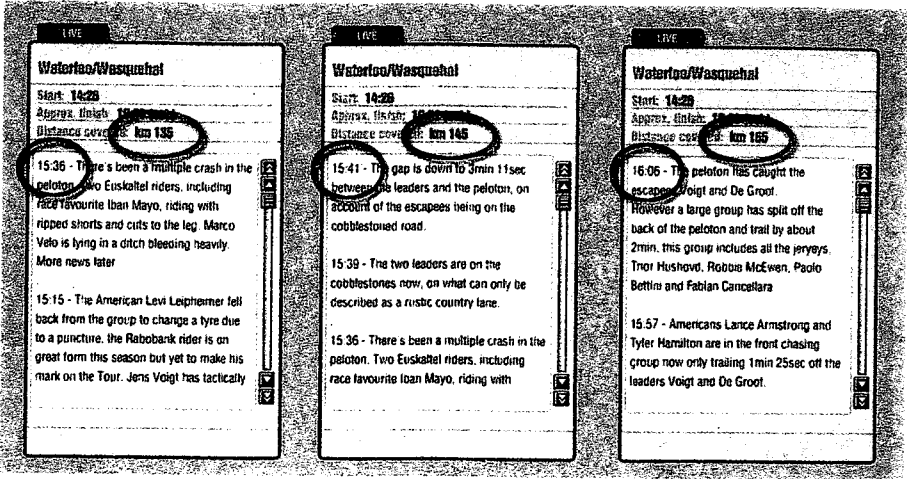 LIVE
Waterloo/Wasquehal
Start: 14:26
Approx. finish:
Distance covered: km 135
15:36 - There's been a multiple crash in the
peloton. Two Euskaltel riders, including
race favourite Iban Mayo, riding with
ripped shorts and cuts to the leg. Marco
Velo is lying in a ditch bleeding heavily.
More news later
15:15 - The American Levi Leipheimer fell
back from the group to change a tyre due
to a puncture. the Rabobank rider is on
great form this season but yet to make his
mark on the Tour. Jens Voigt has tactically
LIVE
Waterloo/Wasquehal
Start: 14:26
Approx. finish:
Distance covered: km 145
15:41 - The gap is down to 3min 11sec
between the leaders and the peloton, on
account of the escapees being on the
cobblestoned road.
15:39 - The two leaders are on the
cobblestones now, on what can only be
described as a rustic country lane.
15:36 - There's been a multiple crash in the
peloton. Two Euskaltel riders, including
race favourite Iban Mayo, riding with
LIVE
Waterloo/Wasquehal
Start: 14:26
Approx. finish:
Distance covered: km 165
16:06 - The peloton has caught the
escapees Voigt and De Groot.
However a large group has split off the
back of the peloton and trail by about
2min. this group includes all the jeryeys.
Thor Hushovd, Robbie McEwen, Paolo
Bettini and Fabian Cancellara
15:57 - Americans Lance Armstrong and
Tyler Hamilton are in the front chasing
group now only trailing 1min 25sec off the
leaders Voigt and De Groot.